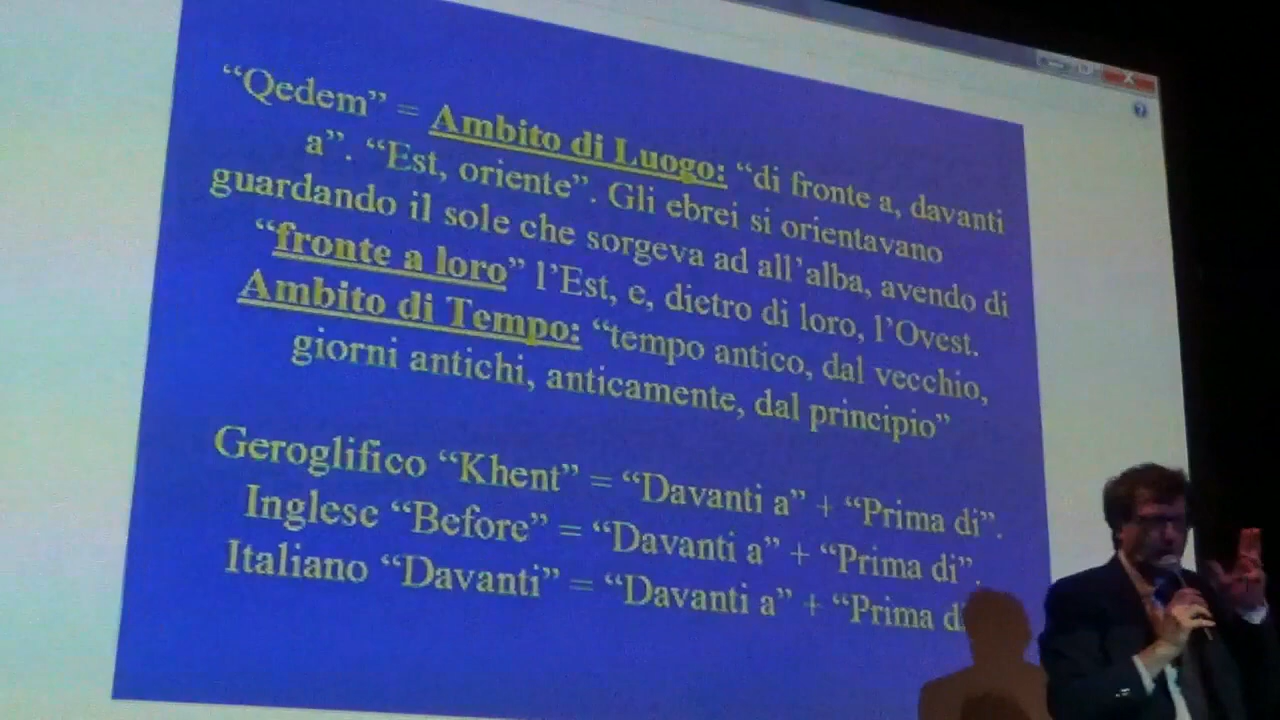 “Qedem” = Ambito di Luogo: “di fronte a, davanti
a”. “Est, oriente”. Gli ebrei si orientavano
guardando il sole che sorgeva ad all’alba, avendo di
“fronte a loro” l’Est, e, dietro di loro, l’Ovest.
Ambito di Tempo: “tempo antico, dal vecchio,
giorni antichi, anticamente, dal principio”
Geroglifico “Khent” = “Davanti a” + “Prima di”.
Inglese “Before” = “Davanti a” + “Prima di”.
Italiano “Davanti” = “Davanti a” + “Prima d